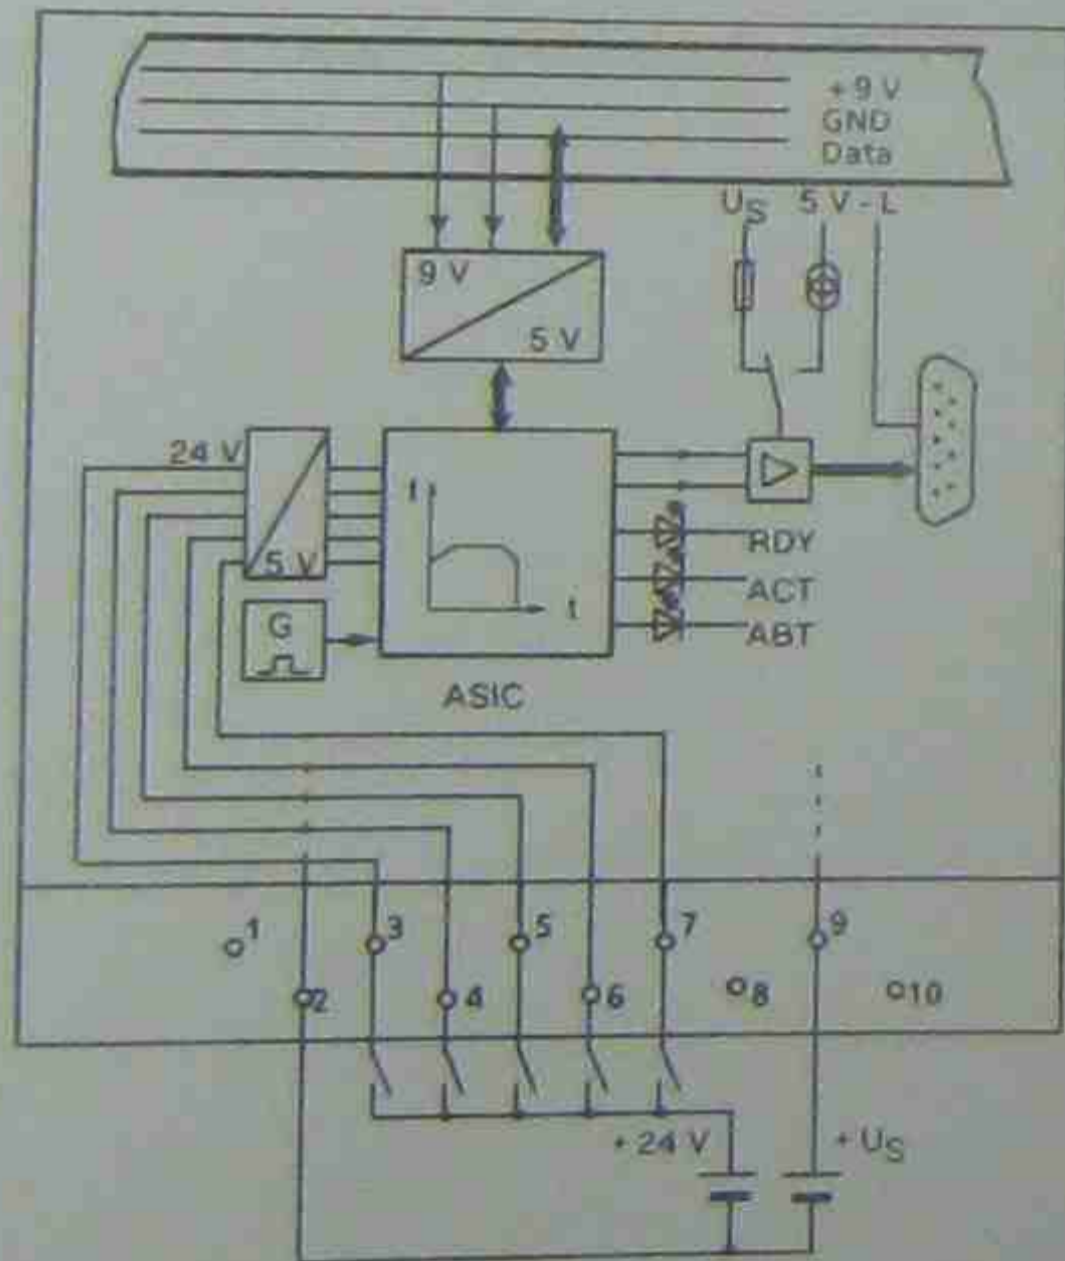 + 9 V
GND
Data
U_S 5 V - L
9 V
5 V
24 V
5 V
G
f
t
RDY
ACT
ABT
ASIC
1
3
5
7
9
2
4
6
8
10
+ 24 V
+ U_S